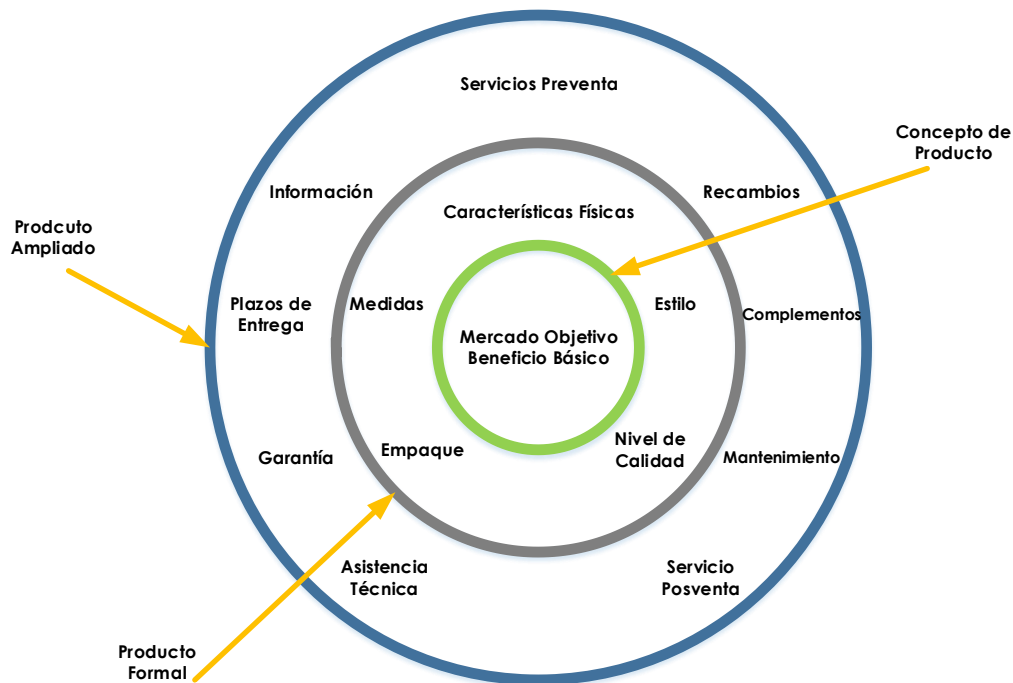 Servicios Preventa
Concepto de
Producto
Información
Recambios
Características Físicas
Prodcuto
Ampliado
Plazos de
Entrega
Medidas
Estilo
Complementos
Mercado Objetivo
Beneficio Básico
Garantía
Empaque
Nivel de
Calidad
Mantenimiento
Asistencia
Técnica
Servicio
Posventa
Producto
Formal